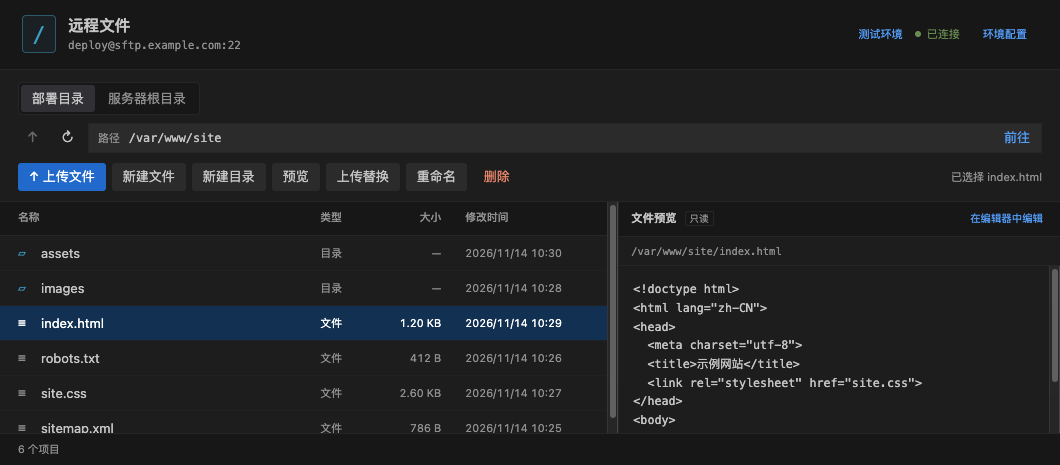 /
远程文件
deploy@sftp.example.com:22
测试环境 ● 已连接 环境配置
部署目录 服务器根目录
↑ ↻ 路径 /var/www/site 前往
↑ 上传文件 新建文件 新建目录 预览 上传替换 重命名 删除 已选择 index.html
名称 类型 大小 修改时间
assets 目录 — 2026/11/14 10:30
images 目录 — 2026/11/14 10:28
index.html 文件 1.20 KB 2026/11/14 10:29
robots.txt 文件 412 B 2026/11/14 10:26
site.css 文件 2.60 KB 2026/11/14 10:27
sitemap.xml 文件 786 B 2026/11/14 10:25
文件预览 只读 在编辑器中编辑
/var/www/site/index.html
<!doctype html>
<html lang="zh-CN">
<head>
<meta charset="utf-8">
<title>示例网站</title>
<link rel="stylesheet" href="site.css">
</head>
<body>
6 个项目